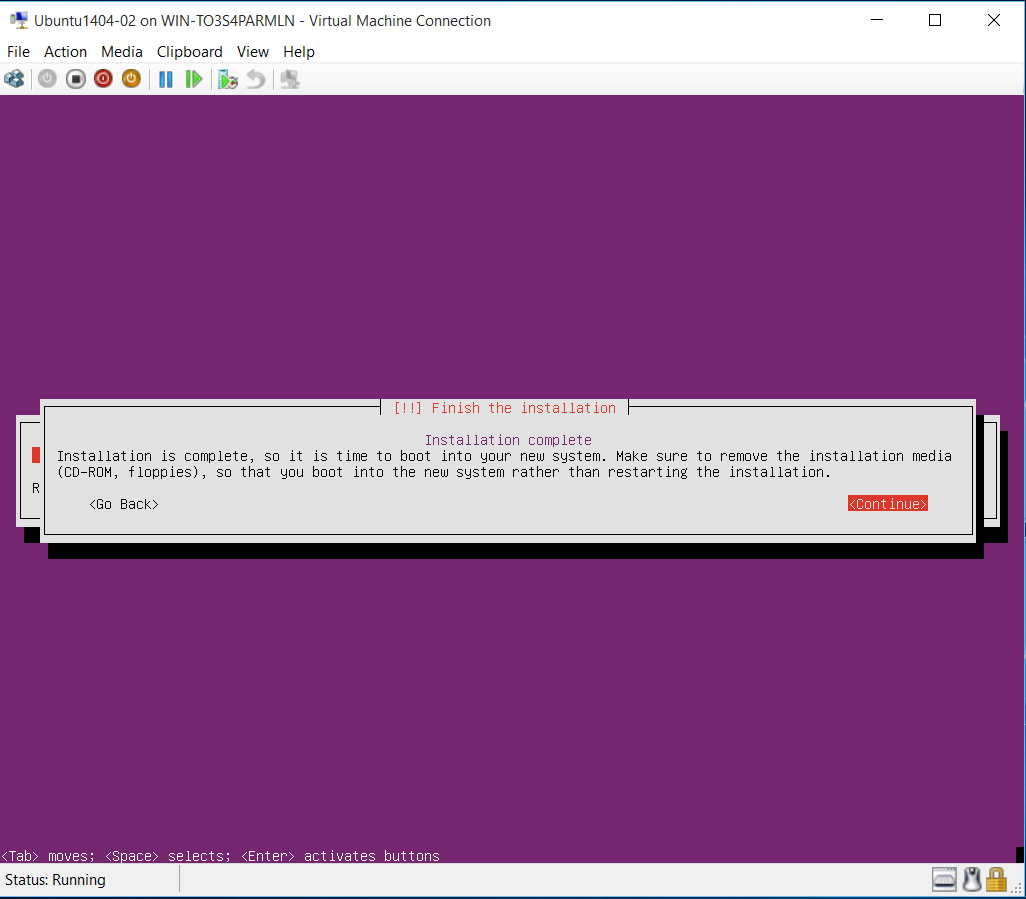 Ubuntu1404-02 on WIN-TO3S4PARMLN - Virtual Machine Connection
File Action Media Clipboard View Help
[!!] Finish the installation
Installation complete
Installation is complete, so it is time to boot into your new system. Make sure to remove the installation media
(CD-ROM, floppies), so that you boot into the new system rather than restarting the installation.
R
<Go Back> <Continue>
<Tab> moves; <Space> selects; <Enter> activates buttons
Status: Running